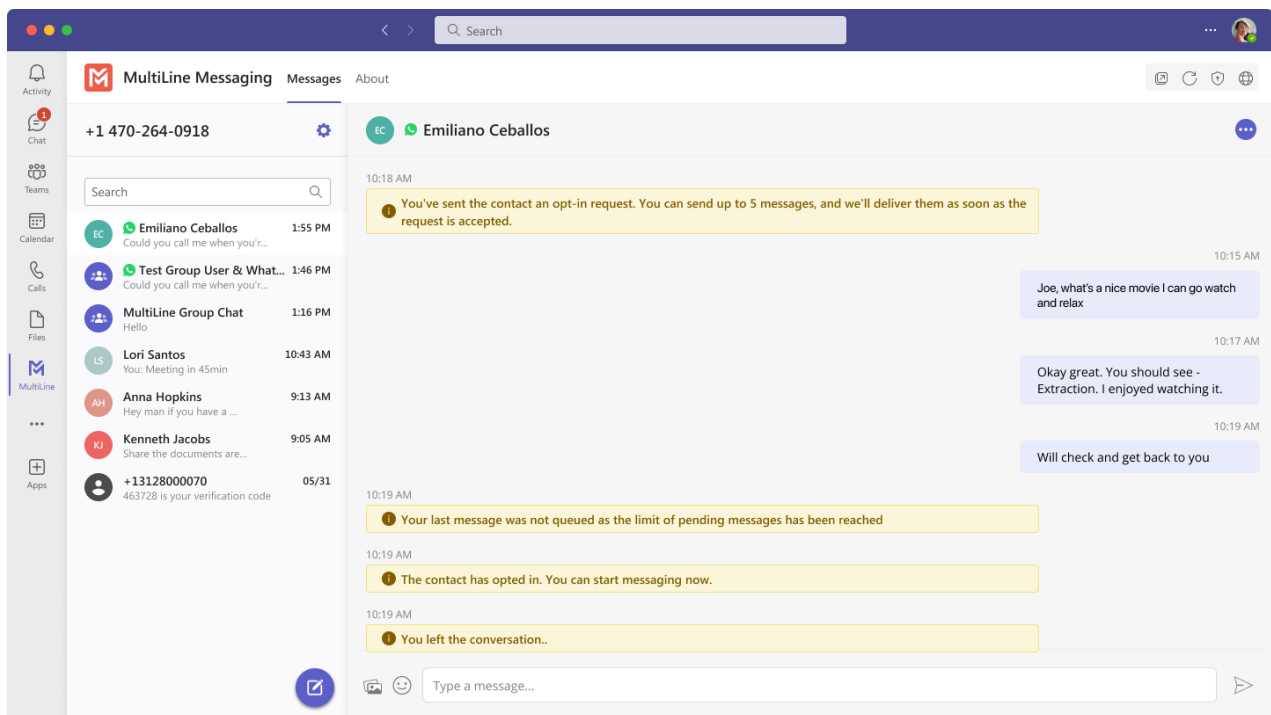 Search
Activity
1
Chat
Teams
Calendar
Calls
Files
MultiLine
Apps
MultiLine Messaging
Messages
About
+1 470-264-0918
Search
EC
Emiliano Ceballos
1:55 PM
Could you call me when you'r...
Test Group User & What...
1:46 PM
Could you call me when you'r...
MultiLine Group Chat
1:16 PM
Hello
LS
Lori Santos
10:43 AM
You: Meeting in 45min
AH
Anna Hopkins
9:13 AM
Hey man if you have a ...
KJ
Kenneth Jacobs
9:05 AM
Share the documents are...
+13128000070
05/31
463728 is your verification code
EC
Emiliano Ceballos
10:18 AM
You've sent the contact an opt-in request. You can send up to 5 messages, and we'll deliver them as soon as the
request is accepted.
10:15 AM
Joe, what's a nice movie I can go watch
and relax
10:17 AM
Okay great. You should see -
Extraction. I enjoyed watching it.
10:19 AM
Will check and get back to you
10:19 AM
Your last message was not queued as the limit of pending messages has been reached
10:19 AM
The contact has opted in. You can start messaging now.
10:19 AM
You left the conversation..
Type a message...